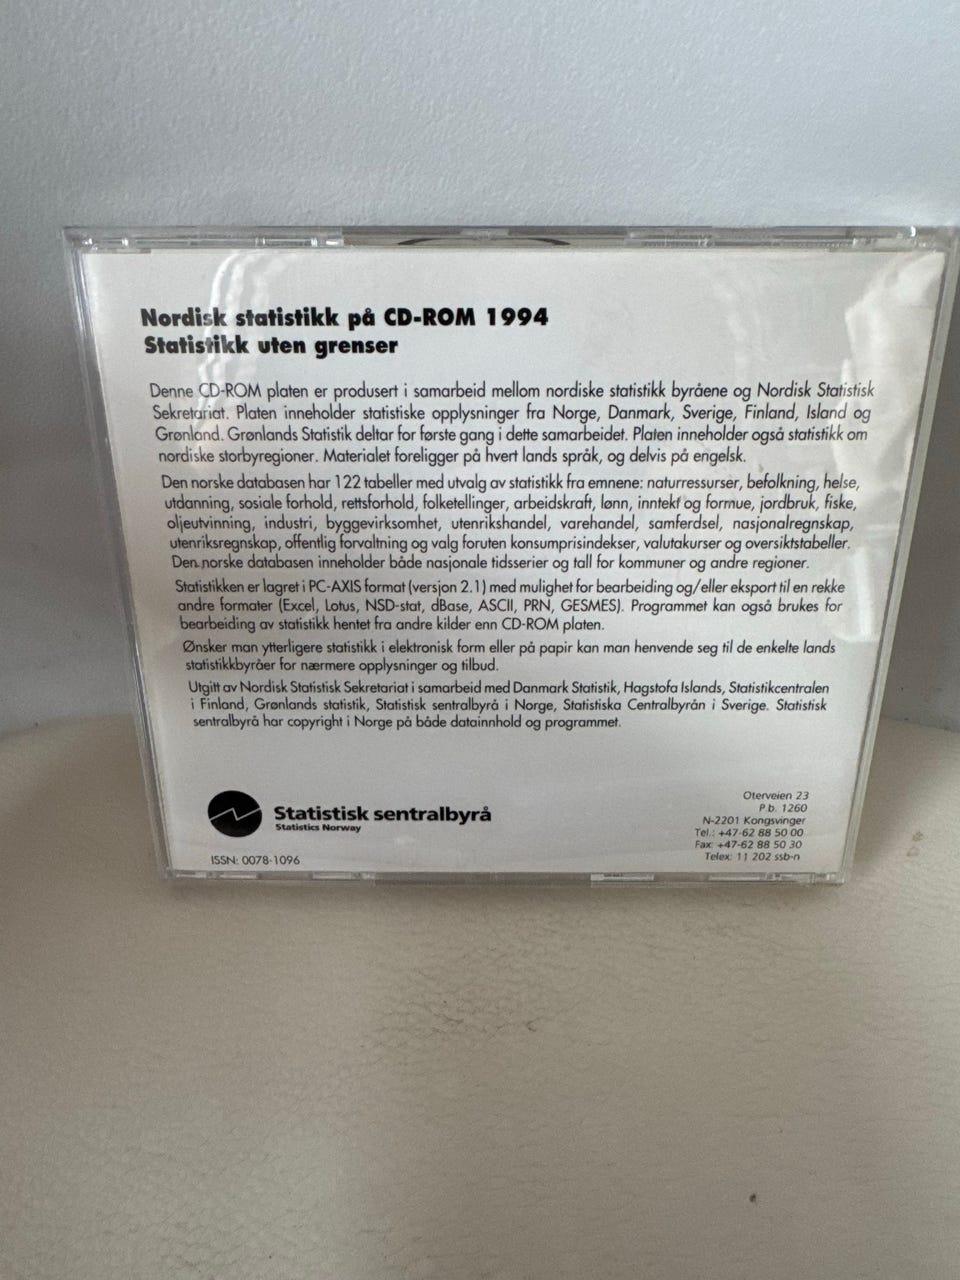 Nordisk statistikk på CD-ROM 1994
Statistikk uten grenser
Denne CD-ROM platen er produsert i samarbeid mellom nordiske statistikk byråene og Nordisk Statistisk
Sekretariat. Platen inneholder statistiske opplysninger fra Norge, Danmark, Sverige, Finland, Island og
Grønland. Grønlands Statistik deltar for første gang i dette samarbeidet. Platen inneholder også statistikk om
nordiske storbyregioner. Materialet foreligger på hvert lands språk, og delvis på engelsk.
Den norske databasen har 122 tabeller med utvalg av statistikk fra emnene: naturressurser, befolkning, helse,
utdanning, sosiale forhold, rettsforhold, folketellinger, arbeidskraft, lønn, inntekt og formue, jordbruk, fiske,
oljeutvinning, industri, byggevirksomhet, utenrikshandel, varehandel, samferdsel, nasjonalregnskap,
utenriksregnskap, offentlig forvaltning og valg foruten konsumprisindekser, valutakurser og oversiktstabeller.
Den norske databasen inneholder både nasjonale tidsserier og tall for kommuner og andre regioner.
Statistikken er lagret i PC-AXIS format (versjon 2.1) med mulighet for bearbeiding og/eller eksport til en rekke
andre formater (Excel, Lotus, NSD-stat, dBase, ASCII, PRN, GESMES). Programmet kan også brukes for
bearbeiding av statistikk hentet fra andre kilder enn CD-ROM platen.
Ønsker man ytterligere statistikk i elektronisk form eller på papir kan man henvende seg til de enkelte lands
statistikkbyråer for nærmere opplysninger og tilbud.
Utgitt av Nordisk Statistisk Sekretariat i samarbeid med Danmark Statistik, Hagstofa Islands, Statistikcentralen
i Finland, Grønlands statistik, Statistisk sentralbyrå i Norge, Statistiska Centralbyrån i Sverige. Statistisk
sentralbyrå har copyright i Norge på både datainnhold og programmet.
Statistisk sentralbyrå
Statistics Norway
ISSN: 0078-1096
Oterveien 23
P.b. 1260
N-2201 Kongsvinger
Tel.: +47-62 88 50 00
Fax: +47-62 88 50 30
Telex: 11 202 ssb-n